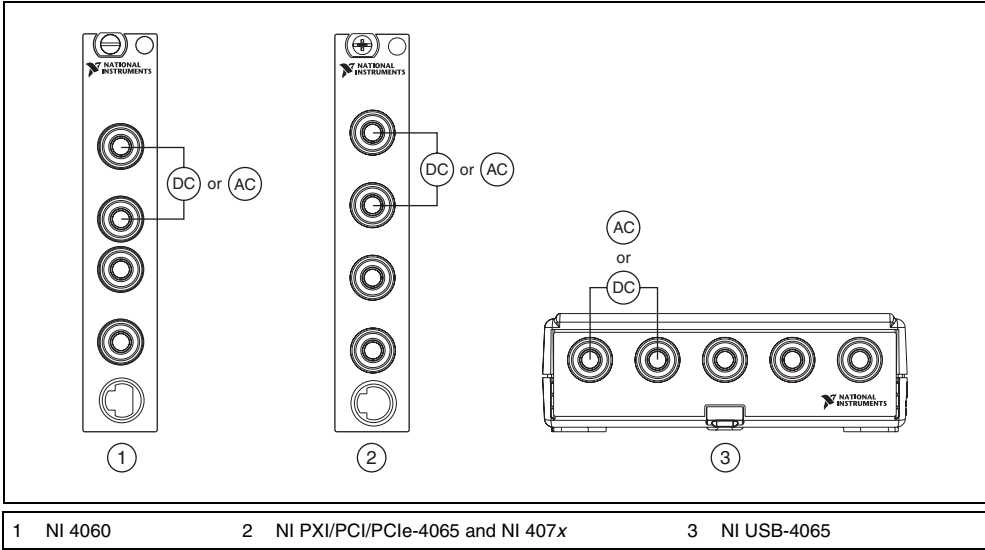 NATIONAL
INSTRUMENTS
DC or AC
1
NATIONAL
INSTRUMENTS
DC or AC
2
AC
or
DC
NATIONAL
INSTRUMENTS
3
1 NI 4060 2 NI PXI/PCI/PCIe-4065 and NI 407x 3 NI USB-4065